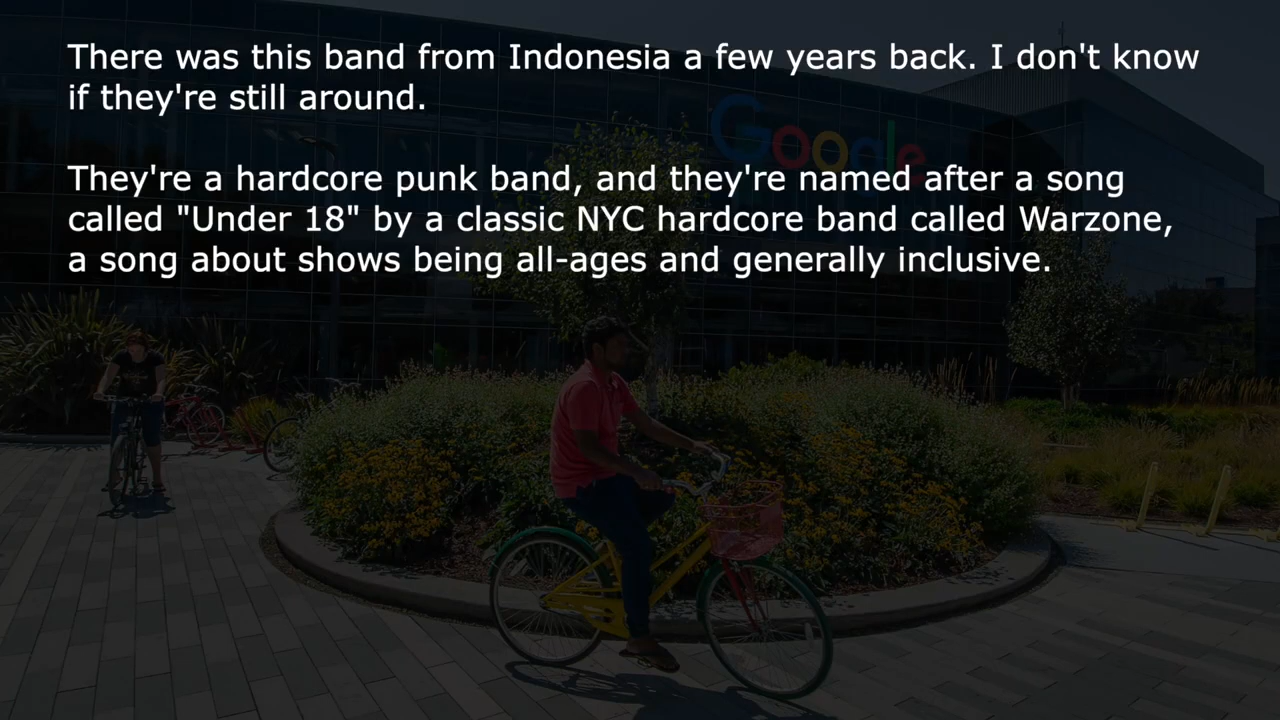 There was this band from Indonesia a few years back. I don't know
if they're still around.
They're a hardcore punk band, and they're named after a song
called "Under 18" by a classic NYC hardcore band called Warzone,
a song about shows being all-ages and generally inclusive.
Google